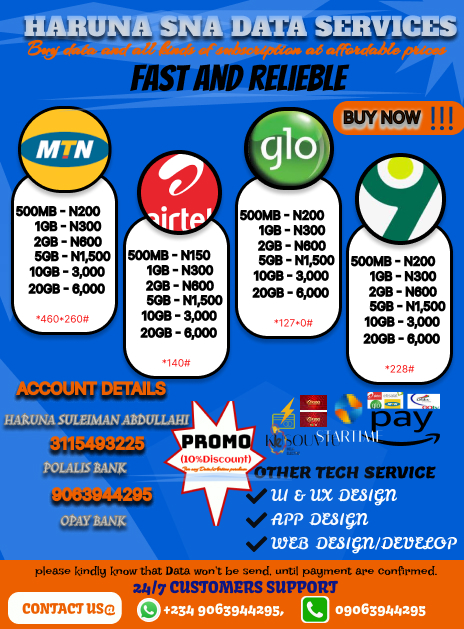 HARUNA SNA DATA SERVICES
Buy data and all kinds of subscription at affordable prices
FAST AND RELIEBLE
BUY NOW !!!
MTN
500MB - N200
1GB - N300
2GB - N600
5GB - N1,500
10GB - 3,000
20GB - 6,000
*460*260#
airtel
500MB - N150
1GB - N300
2GB - N600
5GB - N1,500
10GB - 3,000
20GB - 6,000
*140#
glo
500MB - N200
1GB - N300
2GB - N600
5GB - N1,500
10GB - 3,000
20GB - 6,000
*127*0#
9
500MB - N200
1GB - N300
2GB - N600
5GB - N1,500
10GB - 3,000
20GB - 6,000
*228#
ACCOUNT DETAILS
HARUNA SULEIMAN ABDULLAHI
3115493225
POLALIS BANK
9063944295
OPAY BANK
PROMO
(10%Discount)
STARTIME
pay
OTHER TECH SERVICE
UI & UX DESIGN
APP DESIGN
WEB DESIGN/DEVELOP
please kindly know that Data won't be send, until payment are confirmed.
24/7 CUSTOMERS SUPPORT
CONTACT US@
+234 9063944295,
09063944295